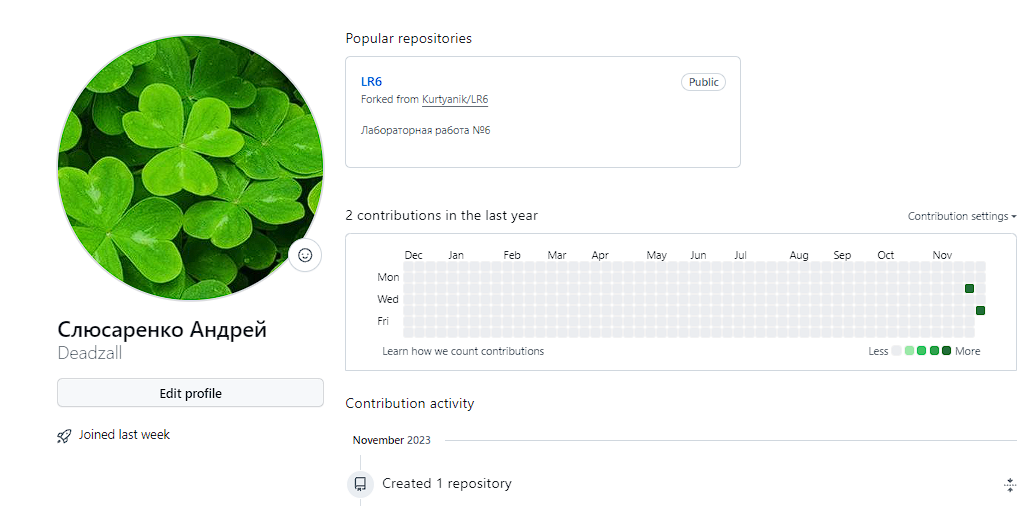 Popular repositories
LR6
Public
Forked from Kurtyanik/LR6
Лабораторная работа №6
Слюсаренко Андрей
Deadzall
Edit profile
Joined last week
2 contributions in the last year
Contribution settings
Dec Jan Feb Mar Apr May Jun Jul Aug Sep Oct Nov
Mon
Wed
Fri
Learn how we count contributions
Less More
Contribution activity
November 2023
Created 1 repository